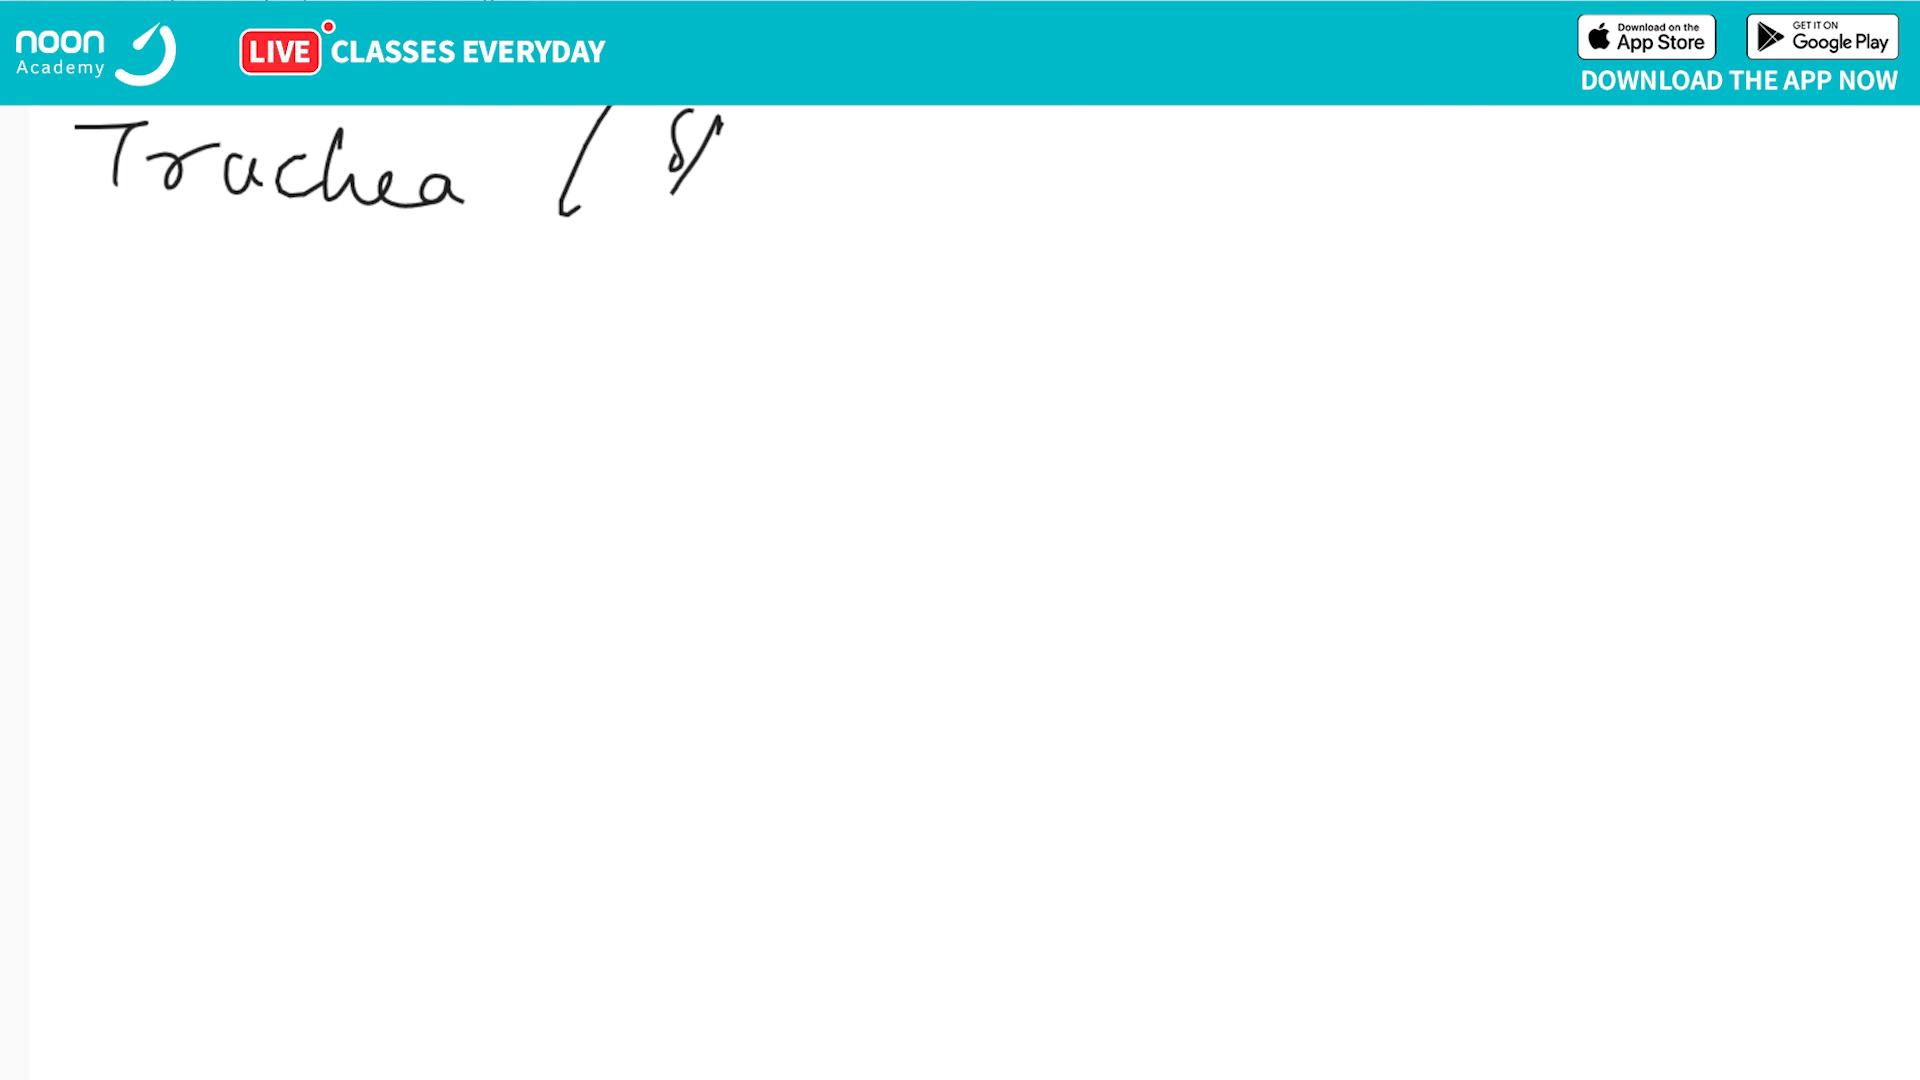 noon
Academy
LIVE CLASSES EVERYDAY
Download on the
App Store
GET IT ON
Google Play
DOWNLOAD THE APP NOW
Trachea (